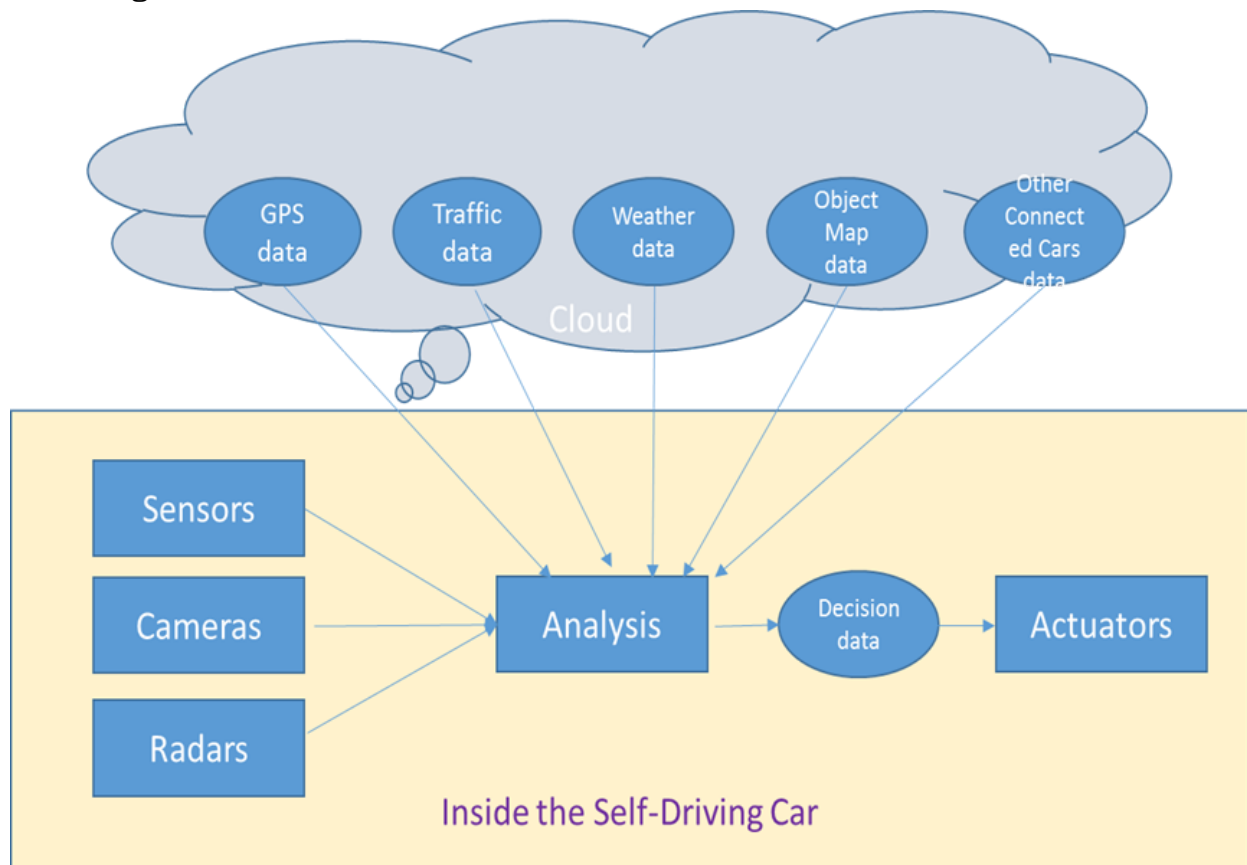 GPS
data
Traffic
data
Weather
data
Object
Map
data
Other
Connect
ed Cars
data
Cloud
Sensors
Cameras
Radars
Analysis
Decision
data
Actuators
Inside the Self-Driving Car